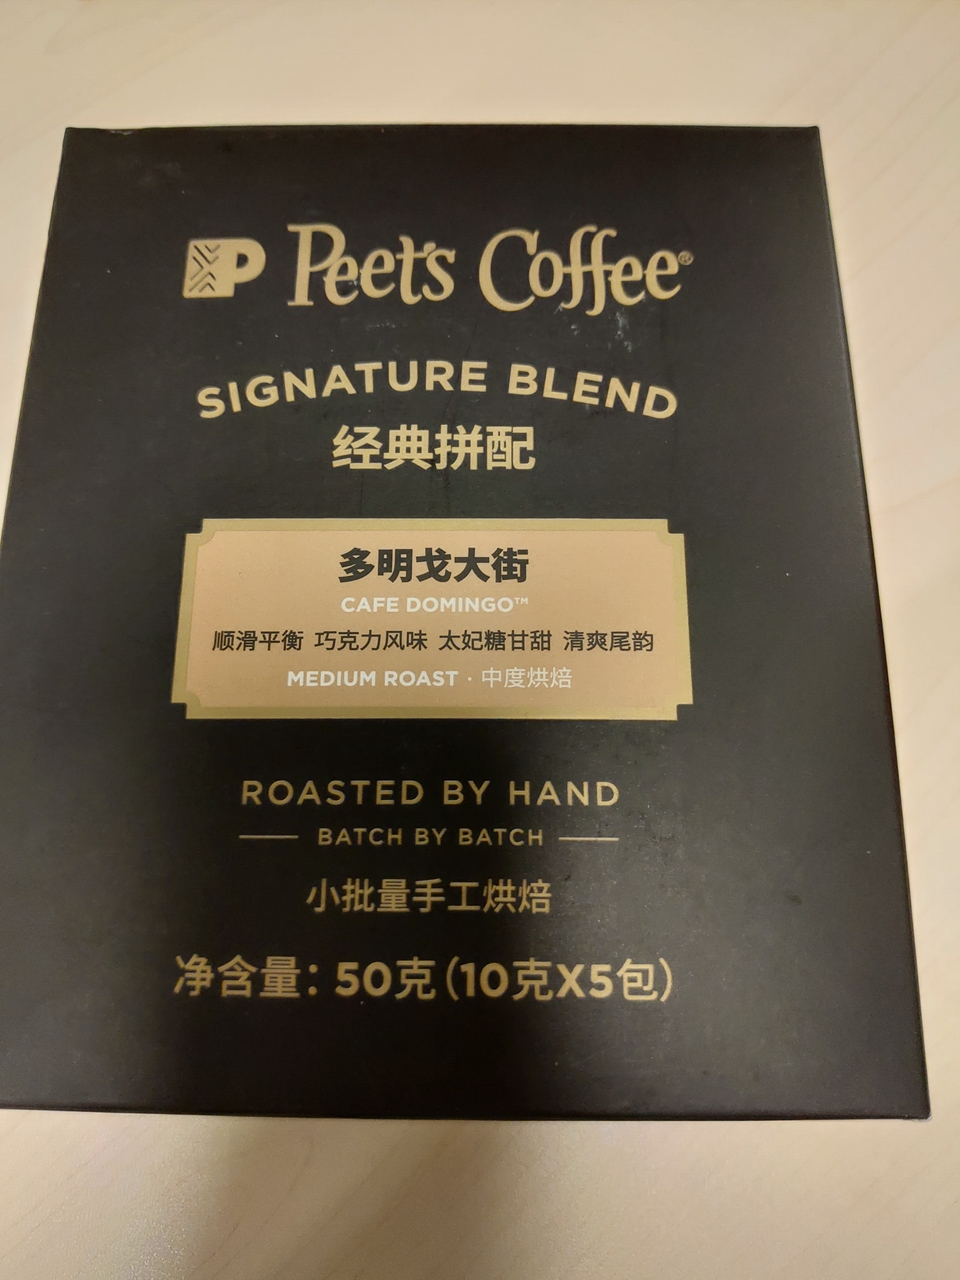 P Peet's Coffee®
SIGNATURE BLEND
经典拼配
多明戈大街
CAFE DOMINGO™
顺滑平衡 巧克力风味 太妃糖甘甜 清爽尾韵
MEDIUM ROAST · 中度烘焙
ROASTED BY HAND
BATCH BY BATCH
小批量手工烘焙
净含量：50克(10克X5包)